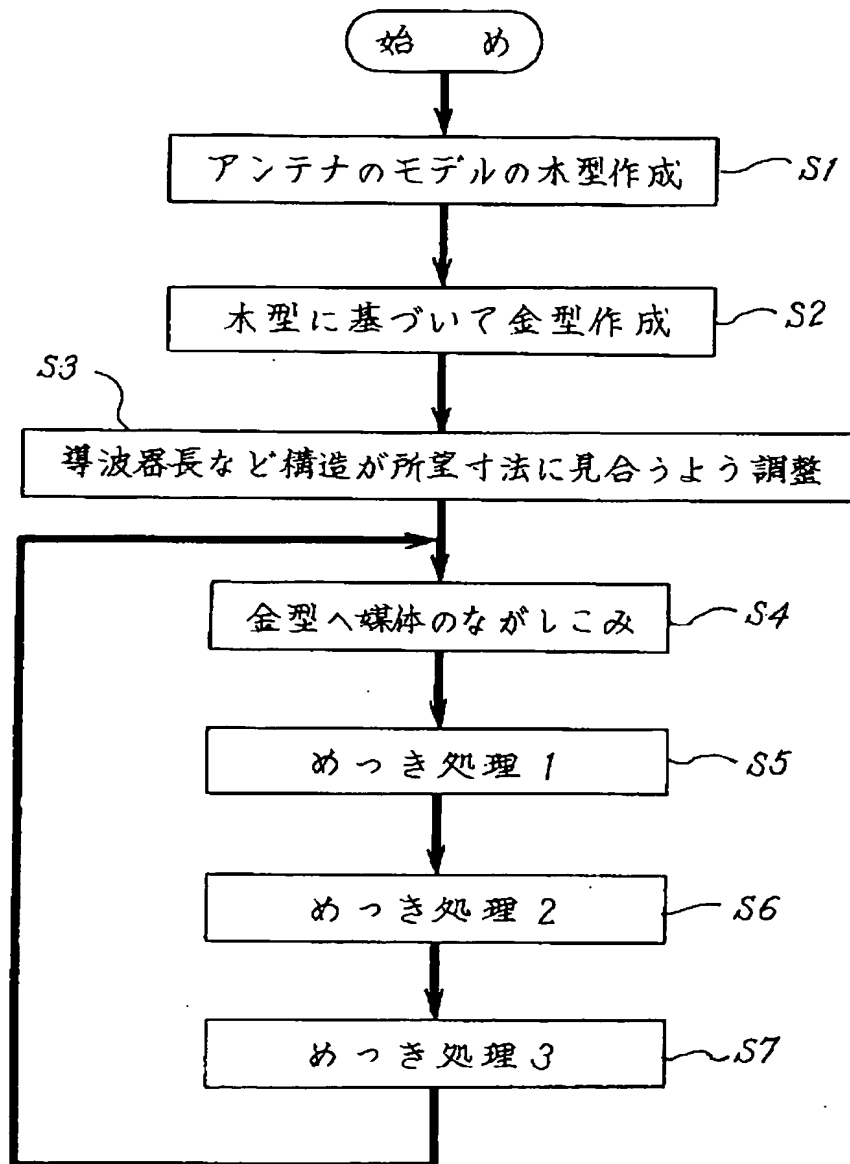 始 め
アンテナのモデルの木型作成
S1
木型に基づいて金型作成
S2
S3
導波器長など構造が所望寸法に見合うよう調整
金型へ媒体のながしこみ
S4
めっき処理1
S5
めっき処理2
S6
めっき処理3
S7